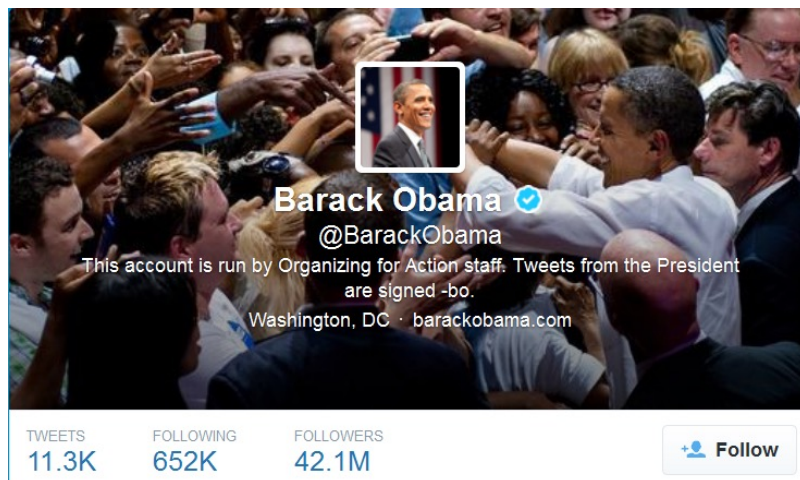 Barack Obama
@BarackObama
This account is run by Organizing for Action staff. Tweets from the President
are signed -bo.
Washington, DC · barackobama.com
TWEETS FOLLOWING FOLLOWERS
11.3K 652K 42.1M
Follow